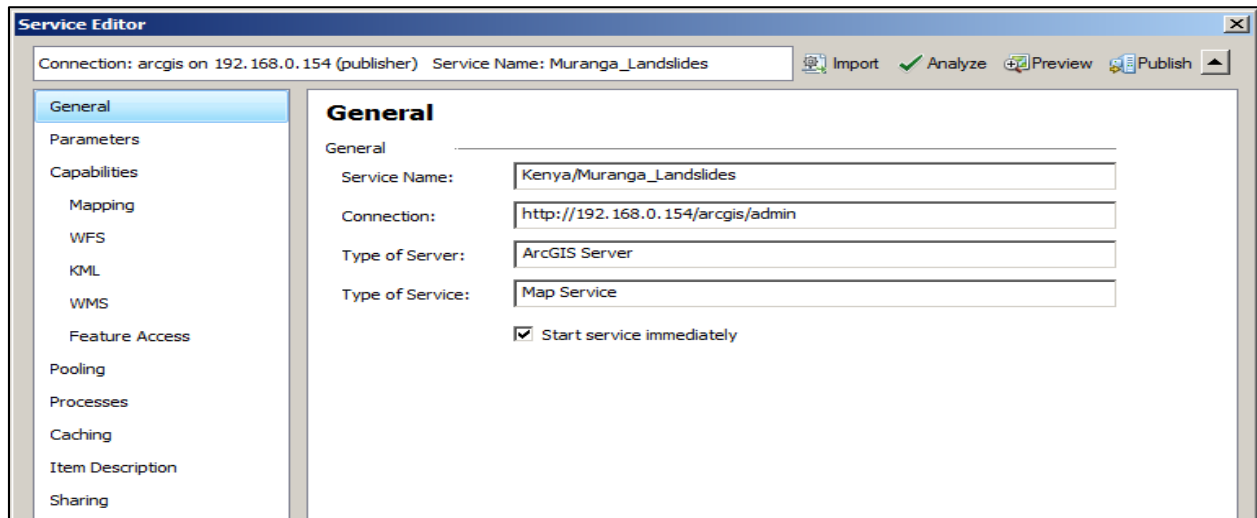 Service Editor
Connection: arcgis on 192.168.0.154 (publisher) Service Name: Muranga_Landslides
Import Analyze Preview Publish
General
Parameters
Capabilities
Mapping
WFS
KML
WMS
Feature Access
Pooling
Processes
Caching
Item Description
Sharing
General
General
Service Name: Kenya/Muranga_Landslides
Connection: http://192.168.0.154/arcgis/admin
Type of Server: ArcGIS Server
Type of Service: Map Service
Start service immediately